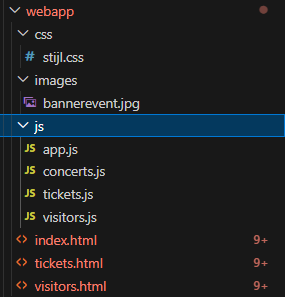 webapp
css
# stijl.css
images
bannerevent.jpg
js
JS app.js
JS concerts.js
JS tickets.js
JS visitors.js
<> index.html 9+
<> tickets.html 9+
<> visitors.html 9+